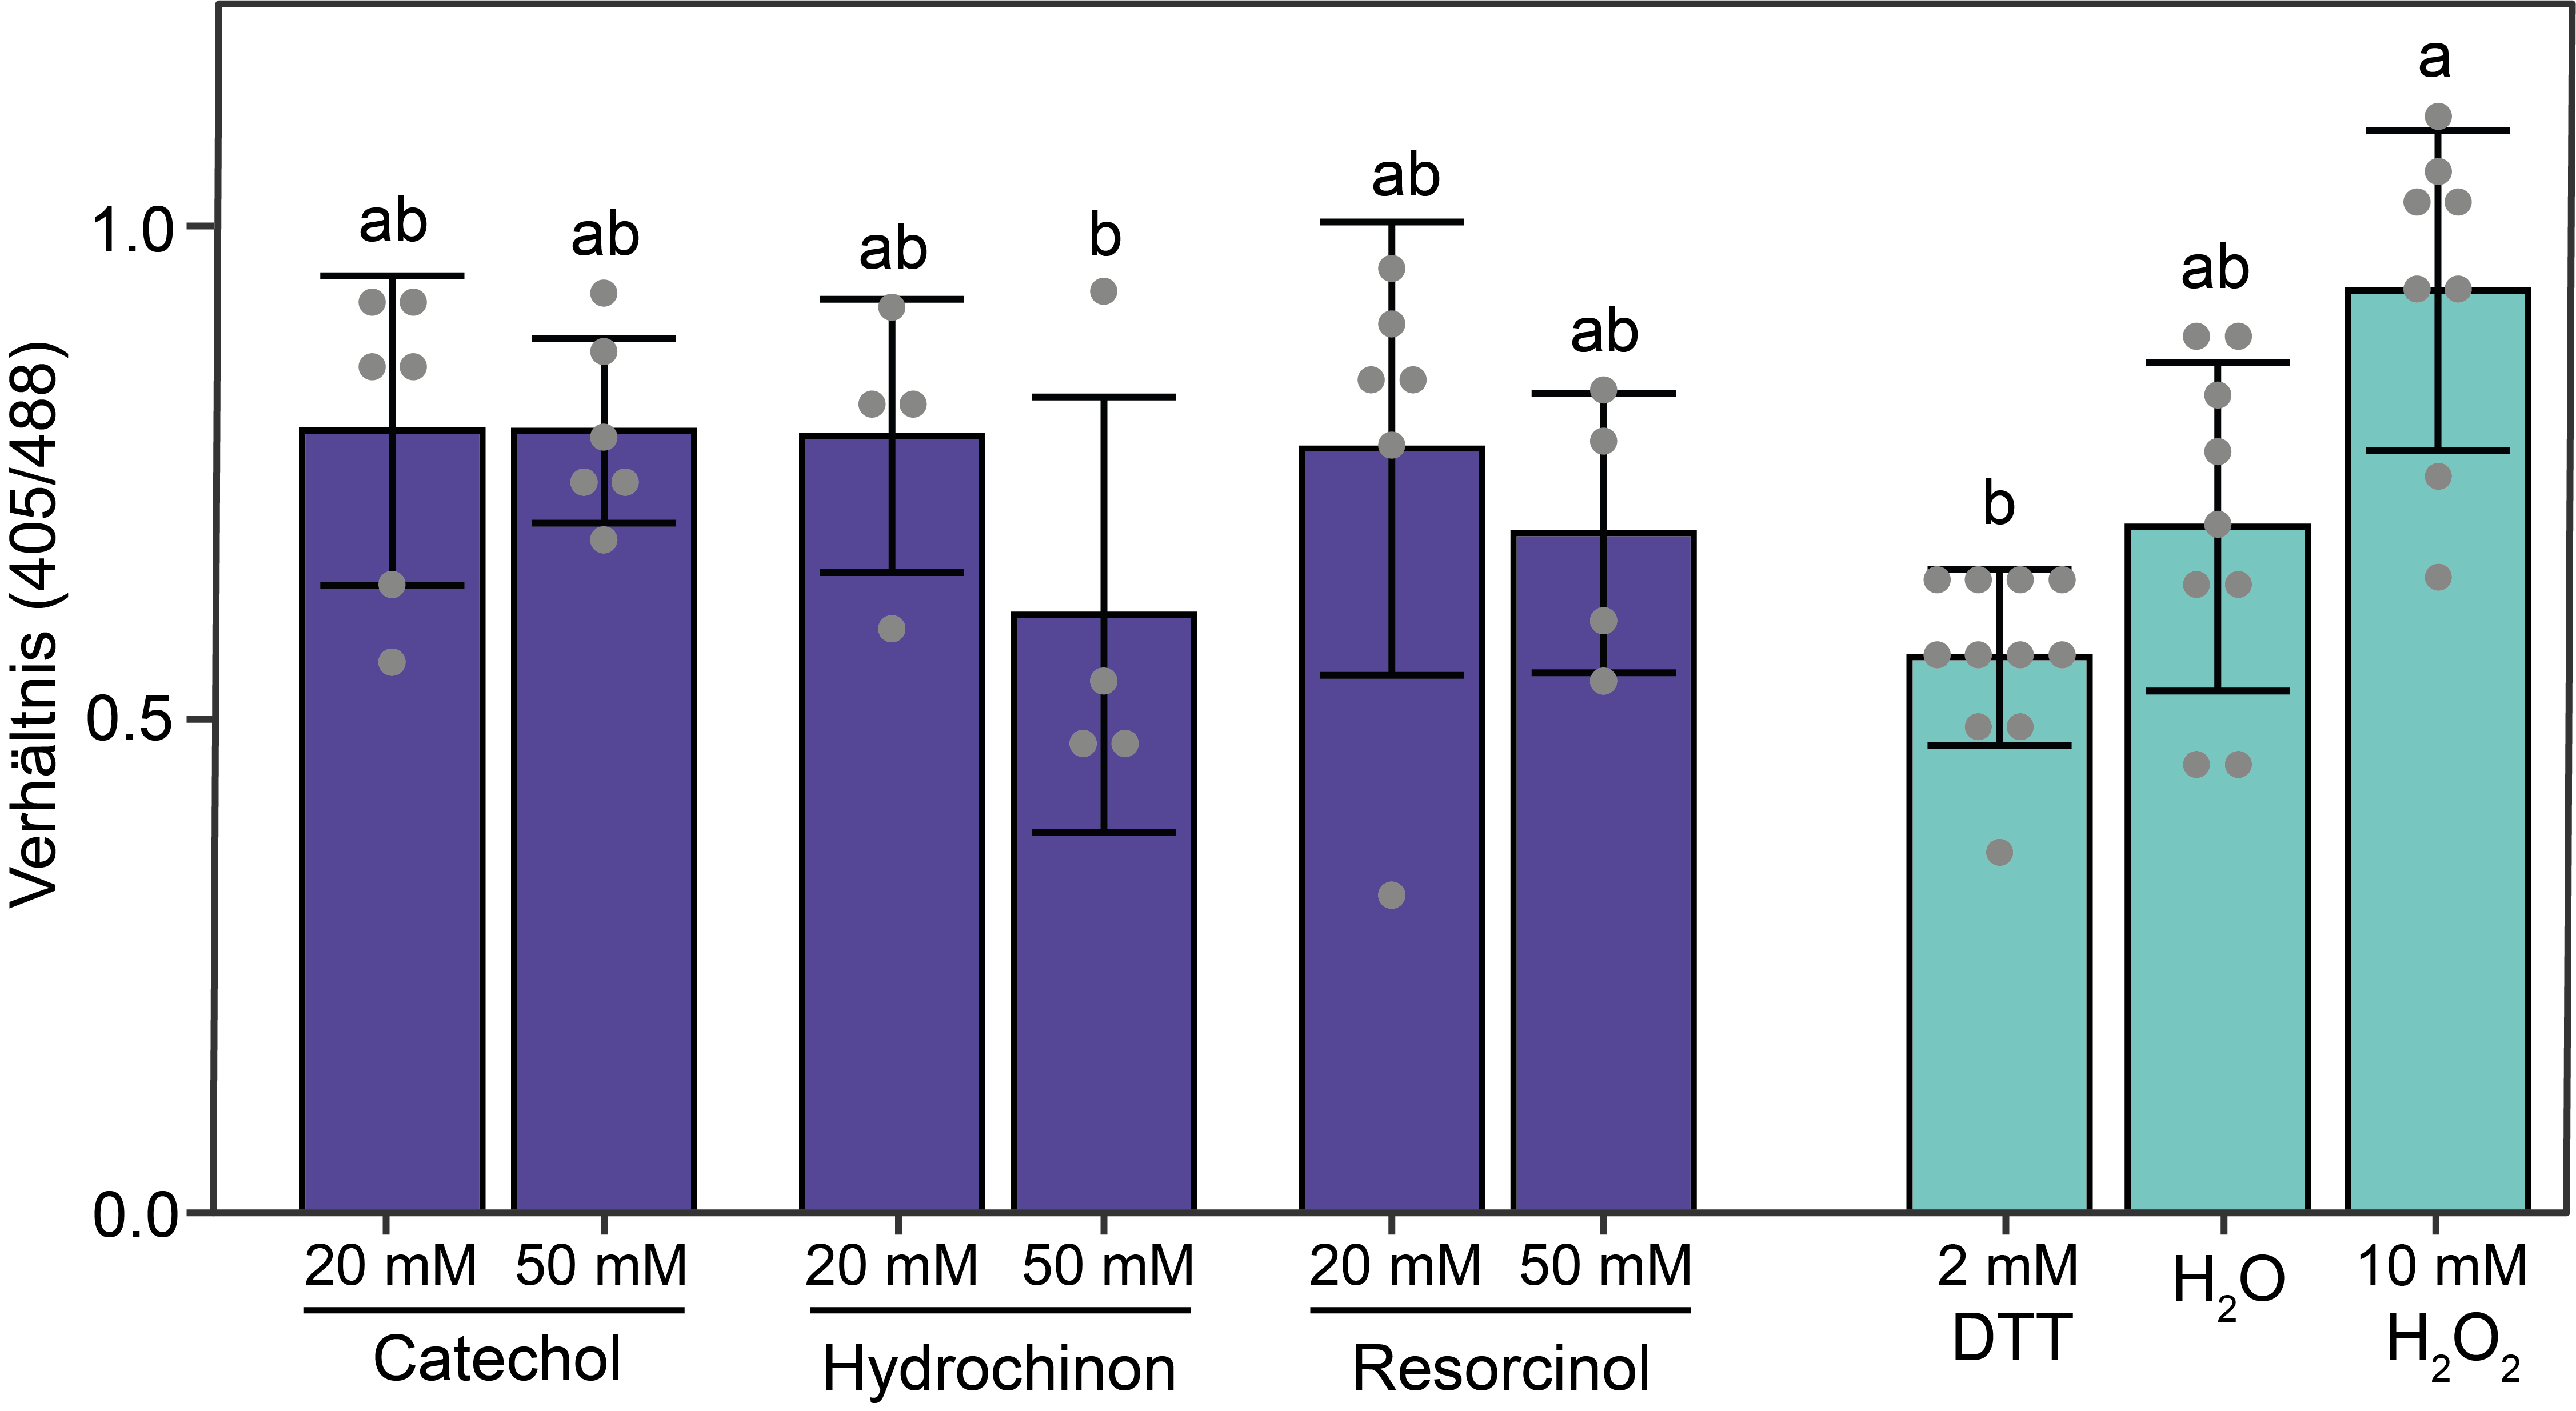 Verhältnis (405/488)
1.0
0.5
0.0
ab
ab
ab
b
ab
ab
b
ab
a
20 mM 50 mM 20 mM 50 mM 20 mM 50 mM 2 mM H₂O 10 mM
Catechol Hydrochinon Resorcinol DTT H₂O₂